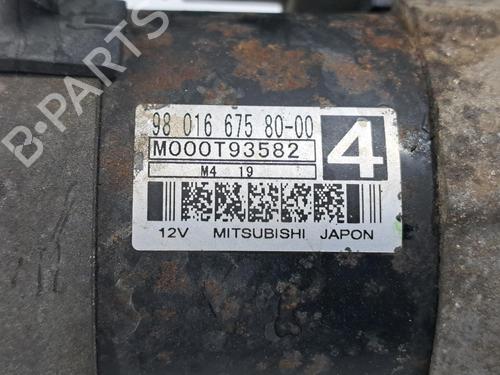 98 016 675 80-00
M000T93582
4
M4 19
12V MITSUBISHI JAPON
B-PARTS